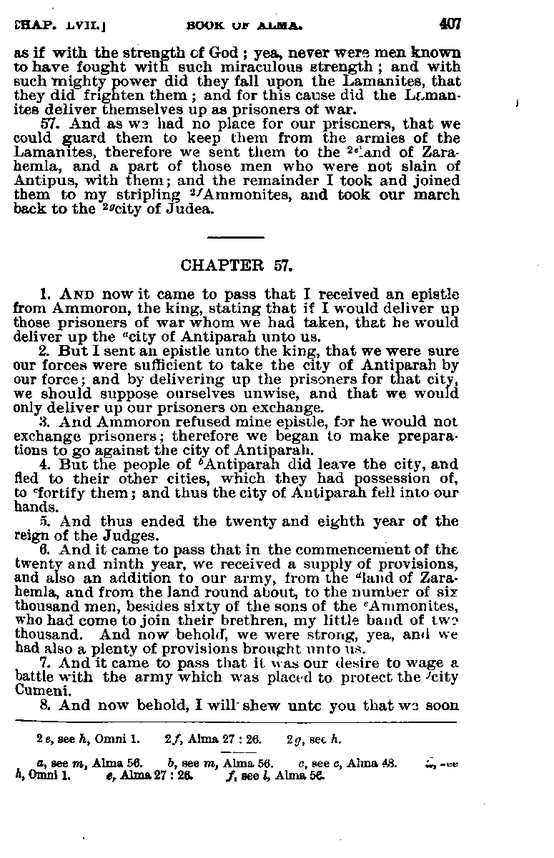 CHAP. LVII.] BOOK OF ALMA. 407
as if with the strength of God ; yea, never were men known
to have fought with such miraculous strength ; and with
such mighty power did they fall upon the Lamanites, that
they did frighten them ; and for this cause did the Laman-
ites deliver themselves up as prisoners of war.
57. And as we had no place for our prisoners, that we
could guard them to keep them from the armies of the
Lamanites, therefore we sent them to the 2eland of Zara-
hemla, and a part of those men who were not slain of
Antipus, with them; and the remainder I took and joined
them to my stripling 2fAmmonites, and took our march
back to the 2gcity of Judea.
CHAPTER 57.
1. AND now it came to pass that I received an epistle
from Ammoron, the king, stating that if I would deliver up
those prisoners of war whom we had taken, that he would
deliver up the acity of Antiparah unto us.
2. But I sent an epistle unto the king, that we were sure
our forces were sufficient to take the city of Antiparah by
our force; and by delivering up the prisoners for that city,
we should suppose ourselves unwise, and that we would
only deliver up our prisoners on exchange.
3. And Ammoron refused mine epistle, for he would not
exchange prisoners; therefore we began to make prepara-
tions to go against the city of Antiparah.
4. But the people of bAntiparah did leave the city, and
fled to their other cities, which they had possession of,
to cfortify them; and thus the city of Antiparah fell into our
hands.
5. And thus ended the twenty and eighth year of the
reign of the Judges.
6. And it came to pass that in the commencement of the
twenty and ninth year, we received a supply of provisions,
and also an addition to our army, from the dland of Zara-
hemla, and from the land round about, to the number of six
thousand men, besides sixty of the sons of the eAmmonites,
who had come to join their brethren, my little band of two
thousand. And now behold, we were strong, yea, and we
had also a plenty of provisions brought unto us.
7. And it came to pass that it was our desire to wage a
battle with the army which was placed to protect the fcity
Cumeni.
8. And now behold, I will shew unto you that we soon
2 e, see h, Omni 1. 2 f, Alma 27 : 26. 2 g, see h.
a, see m, Alma 56. b, see m, Alma 56. c, see c, Alma 48. see
h, Omni 1. e, Alma 27 : 26. f, see l, Alma 56.